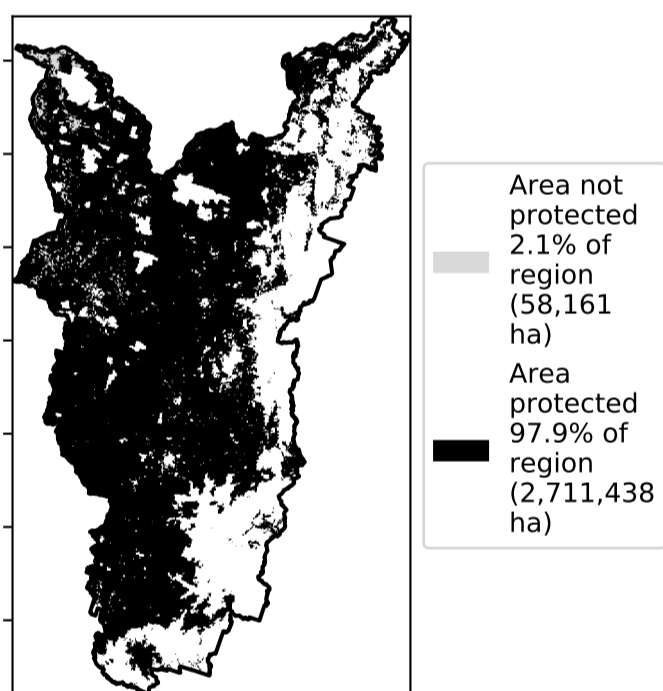 Area not
protected
2.1% of
region
(58,161
ha)
Area
protected
97.9% of
region
(2,711,438
ha)